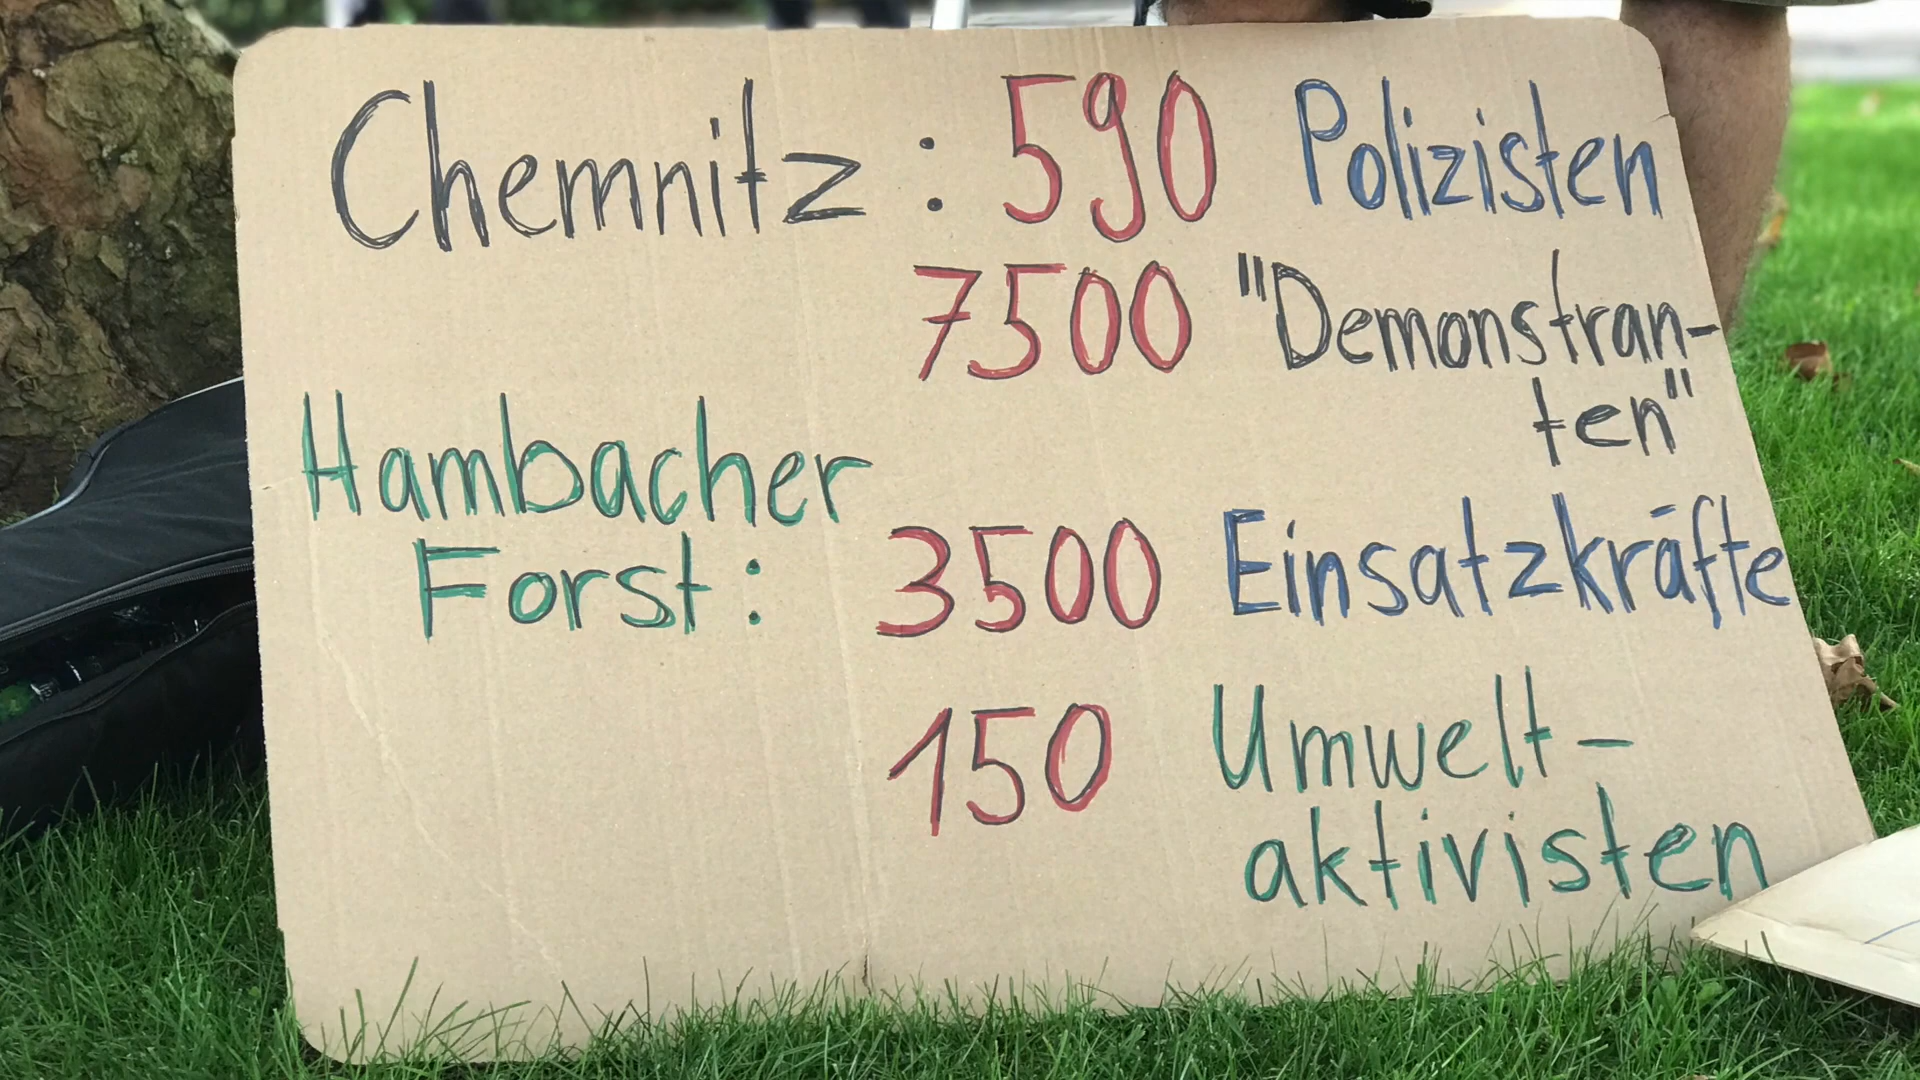 Chemnitz: 590 Polizisten
7500 "Demonstran-
ten"
Hambacher
Forst: 3500 Einsatzkräfte
150 Umwelt-
aktivisten